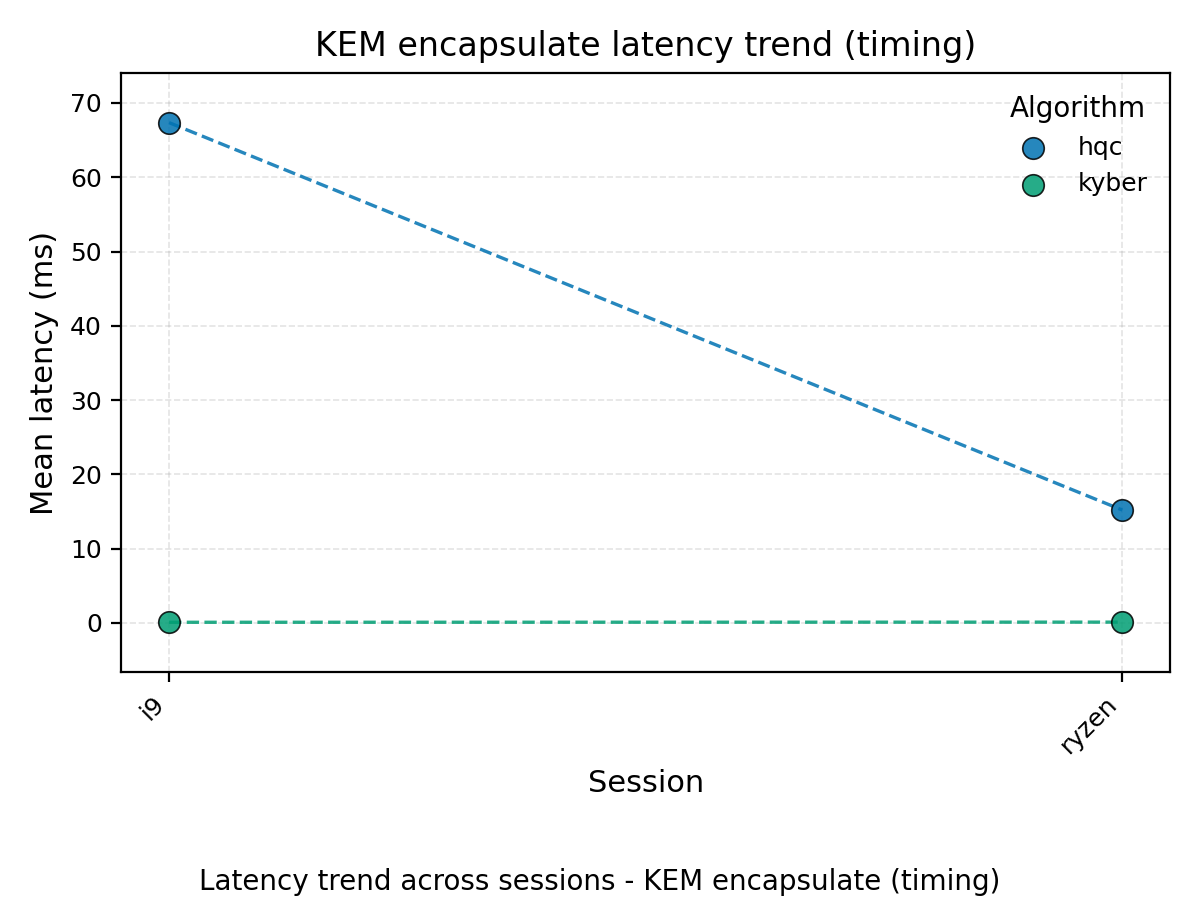 KEM encapsulate latency trend (timing)
Algorithm
hqc
kyber
Mean latency (ms)
70
60
50
40
30
20
10
0
i9
ryzen
Session
Latency trend across sessions - KEM encapsulate (timing)